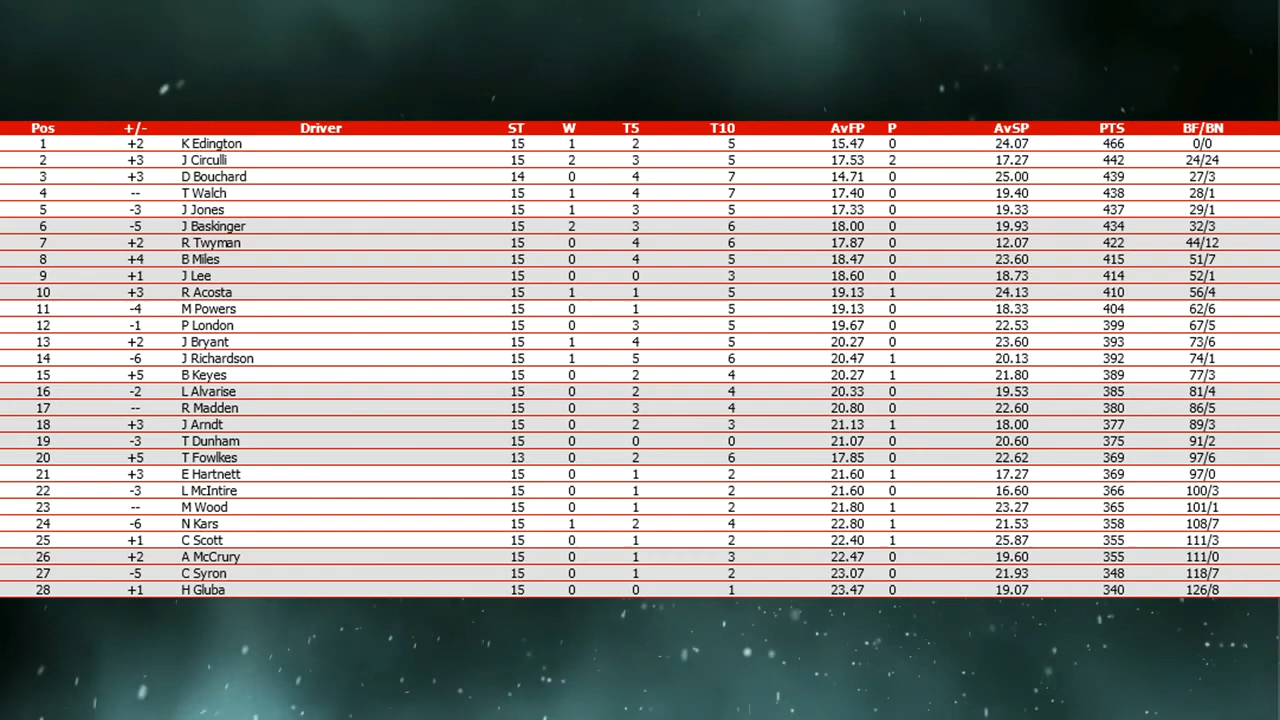 Pos +/- Driver ST W T5 T10 AvFP P AvSP PTS BF/BN
1 +2 K Edington 15 1 2 5 15.47 0 24.07 466 0/0
2 +3 J Circulli 15 2 3 5 17.53 2 17.27 442 24/24
3 +3 D Bouchard 14 0 4 7 14.71 0 25.00 439 27/3
4 -- T Walch 15 1 4 7 17.40 0 19.40 438 28/1
5 -3 J Jones 15 1 3 5 17.33 0 19.33 437 29/1
6 -5 J Baskinger 15 2 3 6 18.00 0 19.93 434 32/3
7 +2 R Twyman 15 0 4 6 17.87 0 12.07 422 44/12
8 +4 B Miles 15 0 4 5 18.47 0 23.60 415 51/7
9 +1 J Lee 15 0 0 3 18.60 0 18.73 414 52/1
10 +3 R Acosta 15 1 1 5 19.13 1 24.13 410 56/4
11 -4 M Powers 15 0 1 5 19.13 0 18.33 404 62/6
12 -1 P London 15 0 3 5 19.67 0 22.53 399 67/5
13 +2 J Bryant 15 1 4 5 20.27 0 23.60 393 73/6
14 -6 J Richardson 15 1 5 6 20.47 1 20.13 392 74/1
15 +5 B Keyes 15 0 2 4 20.27 1 21.80 389 77/3
16 -2 L Alvarise 15 0 2 4 20.33 0 19.53 385 81/4
17 -- R Madden 15 0 3 4 20.80 0 22.60 380 86/5
18 +3 J Arndt 15 0 2 3 21.13 1 18.00 377 89/3
19 -3 T Dunham 15 0 0 0 21.07 0 20.60 375 91/2
20 +5 T Fowlkes 13 0 2 6 17.85 0 22.62 369 97/6
21 +3 E Hartnett 15 0 1 2 21.60 1 17.27 369 97/0
22 -3 L McIntire 15 0 1 2 21.60 0 16.60 366 100/3
23 -- M Wood 15 0 1 2 21.80 1 23.27 365 101/1
24 -6 N Kars 15 1 2 4 22.80 1 21.53 358 108/7
25 +1 C Scott 15 0 1 2 22.40 1 25.87 355 111/3
26 +2 A McCrury 15 0 1 3 22.47 0 19.60 355 111/0
27 -5 C Syron 15 0 1 2 23.07 0 21.93 348 118/7
28 +1 H Gluba 15 0 0 1 23.47 0 19.07 340 126/8